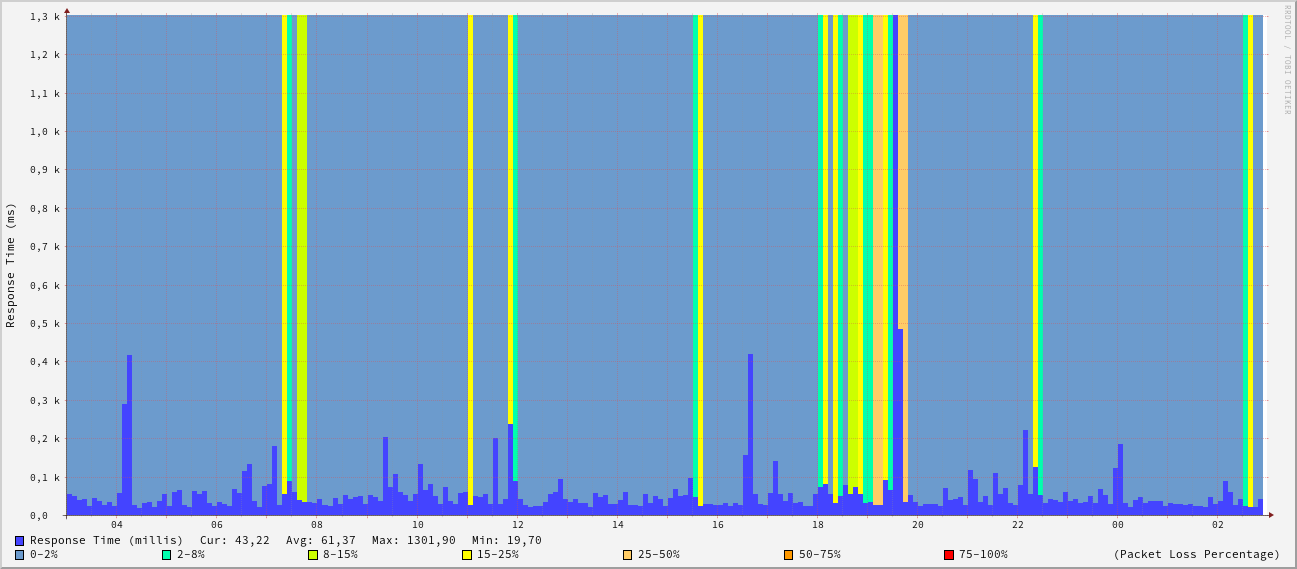 1,3 k
1,2 k
1,1 k
1,0 k
0,9 k
0,8 k
0,7 k
0,6 k
0,5 k
0,4 k
0,3 k
0,2 k
0,1 k
0,0
Response Time (ms)
RRDTOOL / TOBI OETIKER
04 06 08 10 12 14 16 18 20 22 00 02
Response Time (millis) Cur: 43,22 Avg: 61,37 Max: 1301,90 Min: 19,70
0-2% 2-8% 8-15% 15-25% 25-50% 50-75% 75-100% (Packet Loss Percentage)